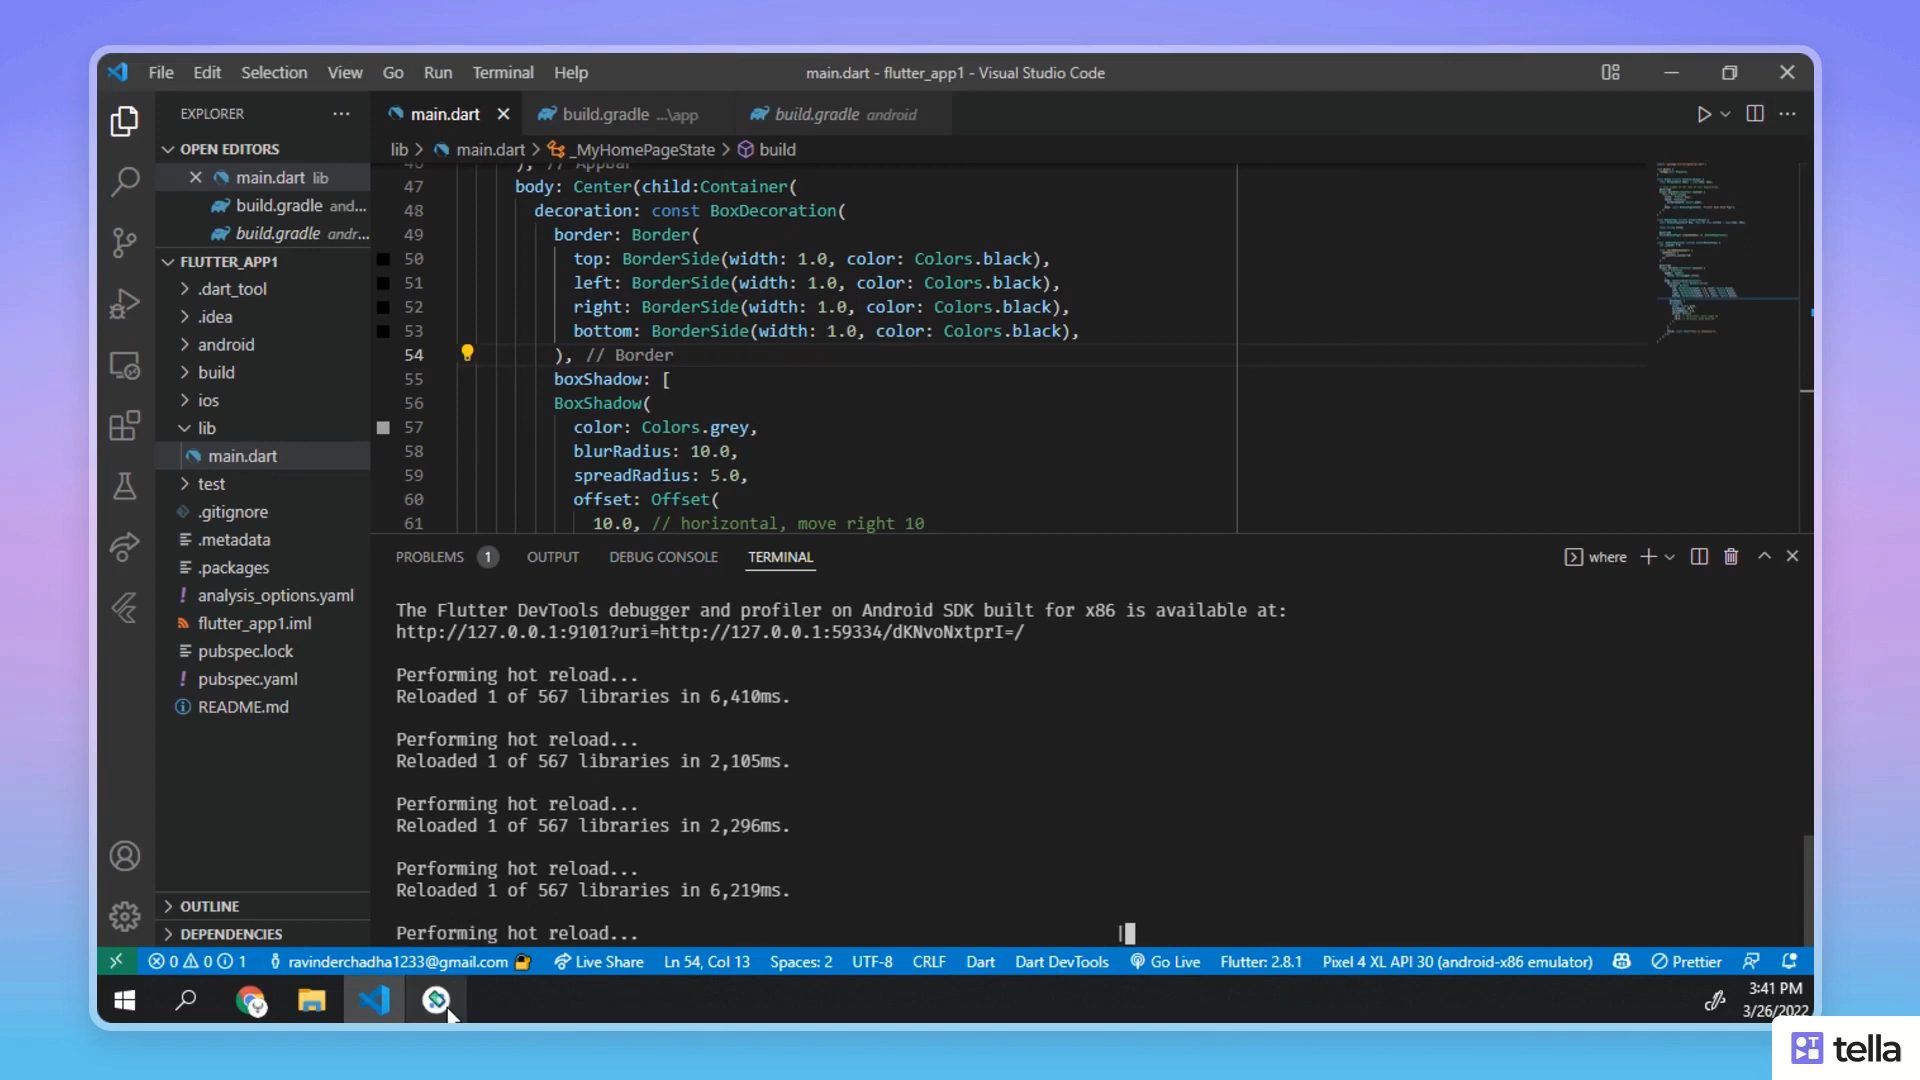 File Edit Selection View Go Run Terminal Help
main.dart - flutter_app1 - Visual Studio Code
EXPLORER
main.dart
build.gradle ...\app
build.gradle android
OPEN EDITORS
main.dart lib
build.gradle and...
build.gradle andr...
FLUTTER_APP1
.dart_tool
.idea
android
build
ios
lib
main.dart
test
.gitignore
.metadata
.packages
analysis_options.yaml
flutter_app1.iml
pubspec.lock
pubspec.yaml
README.md
OUTLINE
DEPENDENCIES
lib > main.dart > _MyHomePageState > build
46 ), // AppBar
47 body: Center(child:Container(
48 decoration: const BoxDecoration(
49 border: Border(
50 top: BorderSide(width: 1.0, color: Colors.black),
51 left: BorderSide(width: 1.0, color: Colors.black),
52 right: BorderSide(width: 1.0, color: Colors.black),
53 bottom: BorderSide(width: 1.0, color: Colors.black),
54 ), // Border
55 boxShadow: [
56 BoxShadow(
57 color: Colors.grey,
58 blurRadius: 10.0,
59 spreadRadius: 5.0,
60 offset: Offset(
61 10.0, // horizontal, move right 10
PROBLEMS 1 OUTPUT DEBUG CONSOLE TERMINAL
where
The Flutter DevTools debugger and profiler on Android SDK built for x86 is available at:
http://127.0.0.1:9101?uri=http://127.0.0.1:59334/dKNvoNxtprI=/
Performing hot reload...
Reloaded 1 of 567 libraries in 6,410ms.
Performing hot reload...
Reloaded 1 of 567 libraries in 2,105ms.
Performing hot reload...
Reloaded 1 of 567 libraries in 2,296ms.
Performing hot reload...
Reloaded 1 of 567 libraries in 6,219ms.
Performing hot reload...
0 0 1 ravinderchadha1233@gmail.com Live Share Ln 54, Col 13 Spaces: 2 UTF-8 CRLF Dart Dart DevTools Go Live Flutter: 2.8.1 Pixel 4 XL API 30 (android-x86 emulator) Prettier
3:41 PM
3/26/2022
tella